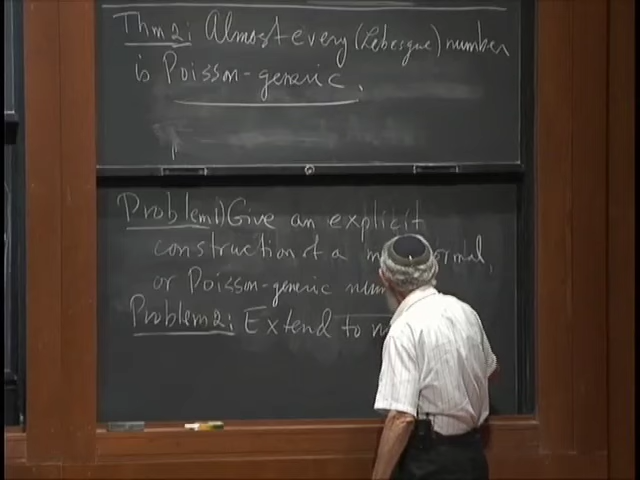 Thm 2: Almost every (Lebesgue) number
is Poisson-generic.
Problem 1) Give an explicit
construction of a
or Poisson-generic
Problem 2: Extend to